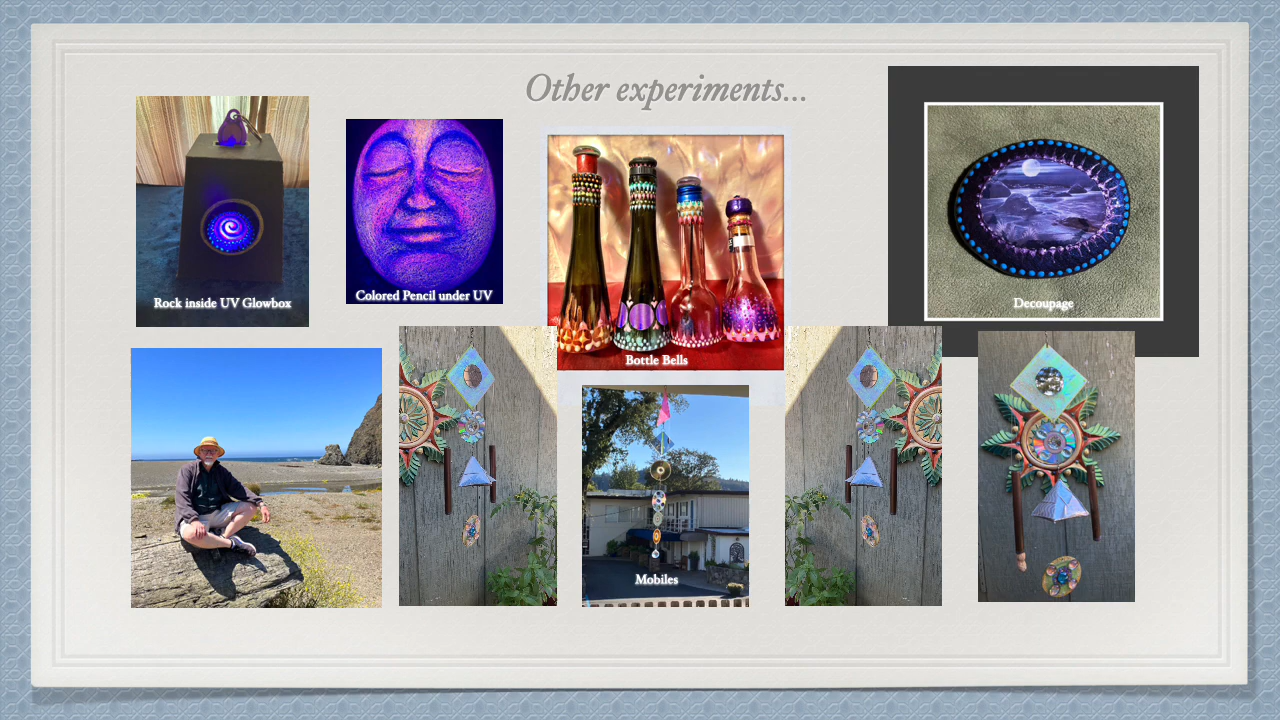 Other experiments...
Rock inside UV Glowbox
Colored Pencil under UV
Bottle Bells
Decoupage
Mobiles